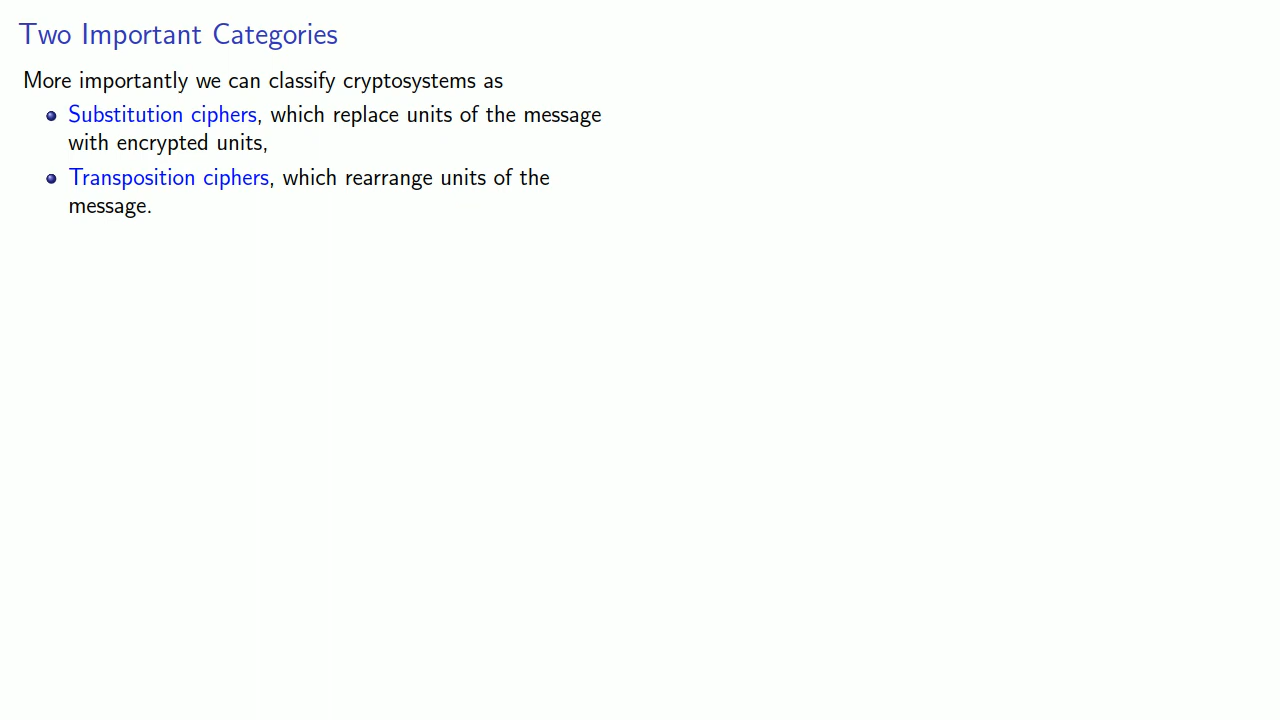 Two Important Categories
More importantly we can classify cryptosystems as
Substitution ciphers, which replace units of the message
with encrypted units,
Transposition ciphers, which rearrange units of the
message.